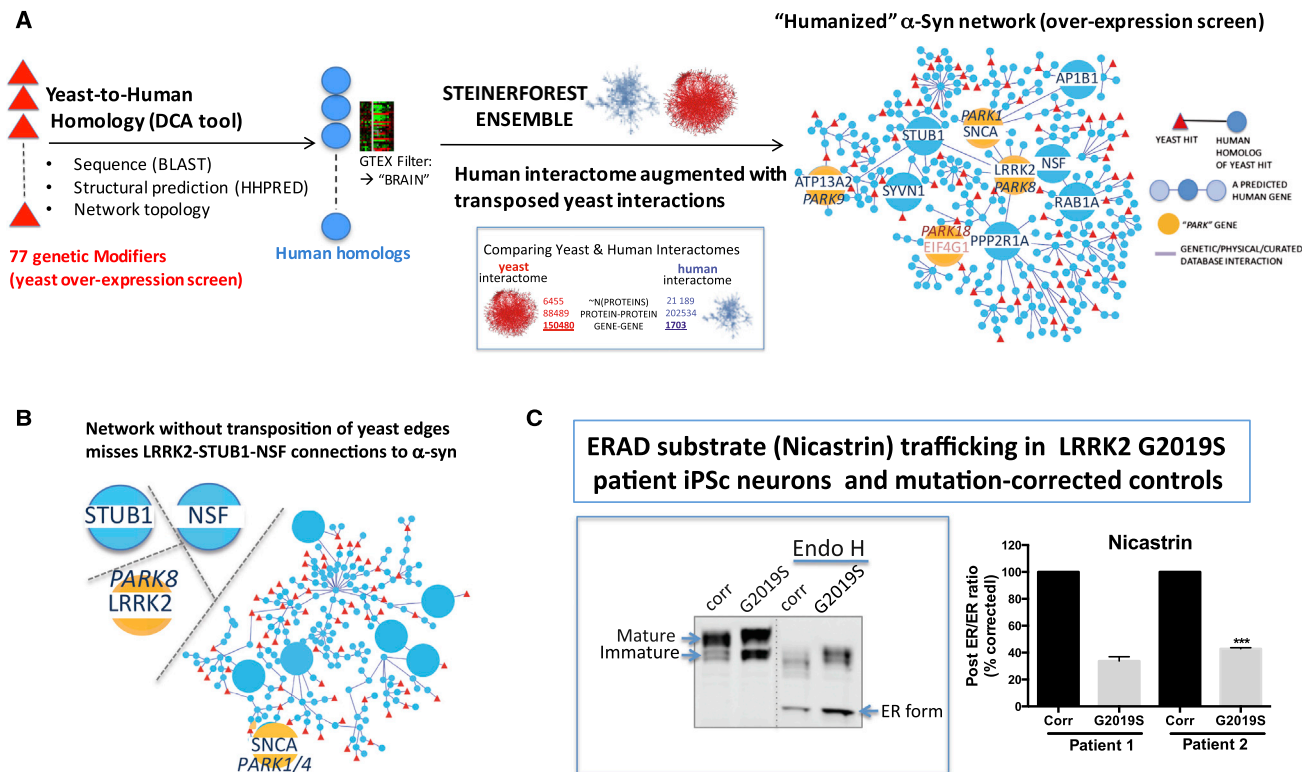 A
"Humanized" α-Syn network (over-expression screen)
Yeast-to-Human
Homology (DCA tool)
• Sequence (BLAST)
• Structural prediction (HHPRED)
• Network topology
77 genetic Modifiers
(yeast over-expression screen)
Human homologs
GTEX Filter:
→ "BRAIN"
STEINERFOREST
ENSEMBLE
Human interactome augmented with
transposed yeast interactions
Comparing Yeast & Human Interactomes
yeast
interactome
human
interactome
6455 ~N(PROTEINS) 21 189
88489 PROTEIN-PROTEIN 202534
150480 GENE-GENE 1703
AP1B1
PARK1
SNCA
STUB1
NSF
LRRK2
PARK8
ATP13A2
PARK9
SYVN1
RAB1A
PARK18
EIF4G1
PPP2R1A
YEAST HIT
HUMAN
HOMOLOG
OF YEAST HIT
A PREDICTED
HUMAN GENE
"PARK" GENE
GENETIC/PHYSICAL/CURATED
DATABASE INTERACTION
B
Network without transposition of yeast edges
misses LRRK2-STUB1-NSF connections to α-syn
STUB1
NSF
PARK8
LRRK2
SNCA
PARK1/4
C
ERAD substrate (Nicastrin) trafficking in LRRK2 G2019S
patient iPSc neurons and mutation-corrected controls
Endo H
corr G2019S corr G2019S
Mature
Immature
ER form
Nicastrin
Post ER/ER ratio
(% correctedl)
120
100
80
60
40
20
0
***
Corr G2019S Corr G2019S
Patient 1 Patient 2